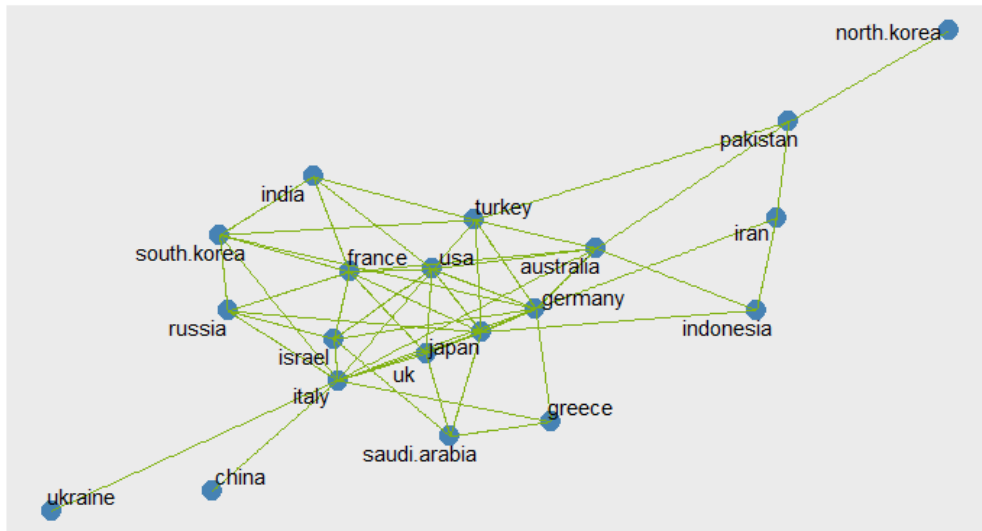 north.korea
pakistan
india
turkey
iran
south.korea
france
usa
australia
germany
russia
indonesia
israel
japan
uk
italy
greece
saudi.arabia
china
ukraine